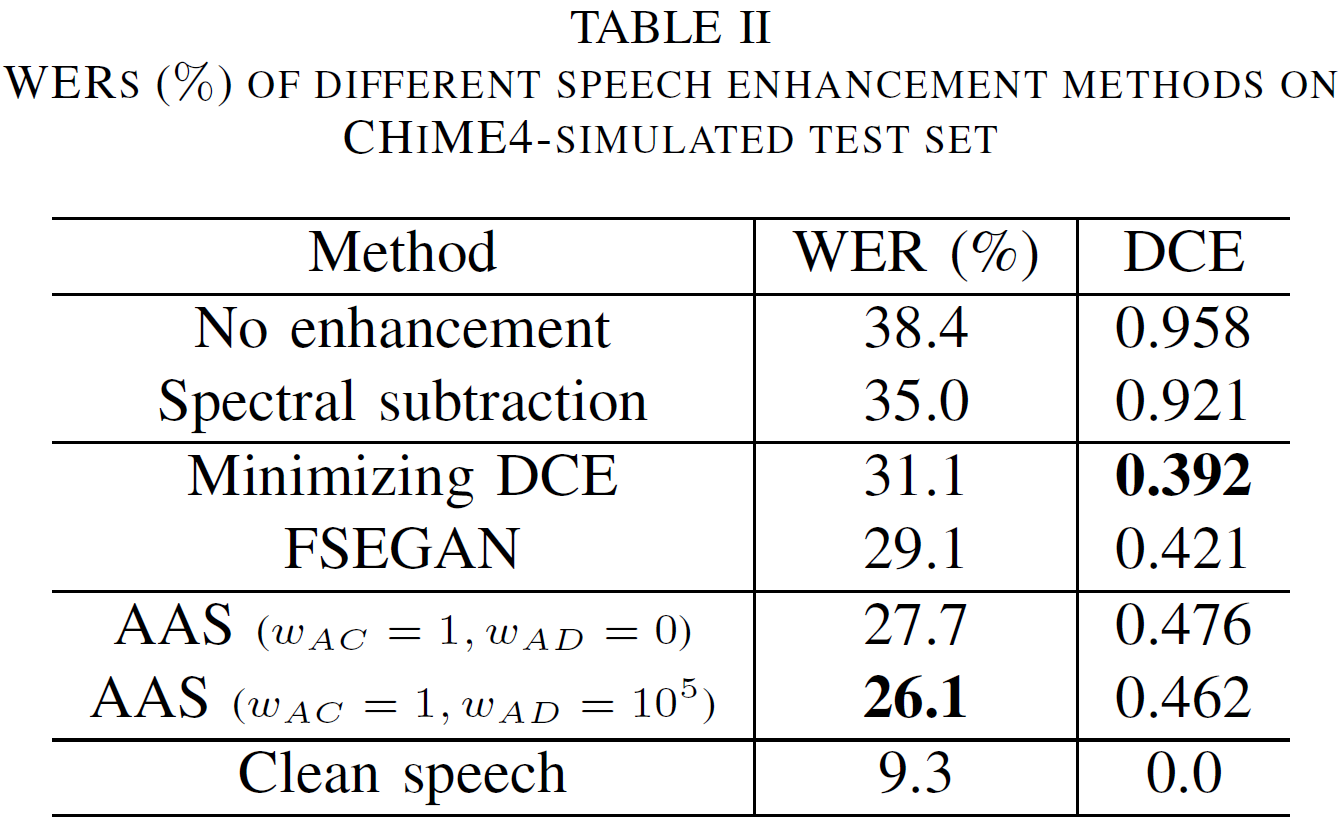 TABLE II
WERS (%) OF DIFFERENT SPEECH ENHANCEMENT METHODS ON
CHIME4-SIMULATED TEST SET
Method WER (%) DCE
No enhancement 38.4 0.958
Spectral subtraction 35.0 0.921
Minimizing DCE 31.1 0.392
FSEGAN 29.1 0.421
AAS (w_{AC} = 1, w_{AD} = 0) 27.7 0.476
AAS (w_{AC} = 1, w_{AD} = 10^5) 26.1 0.462
Clean speech 9.3 0.0